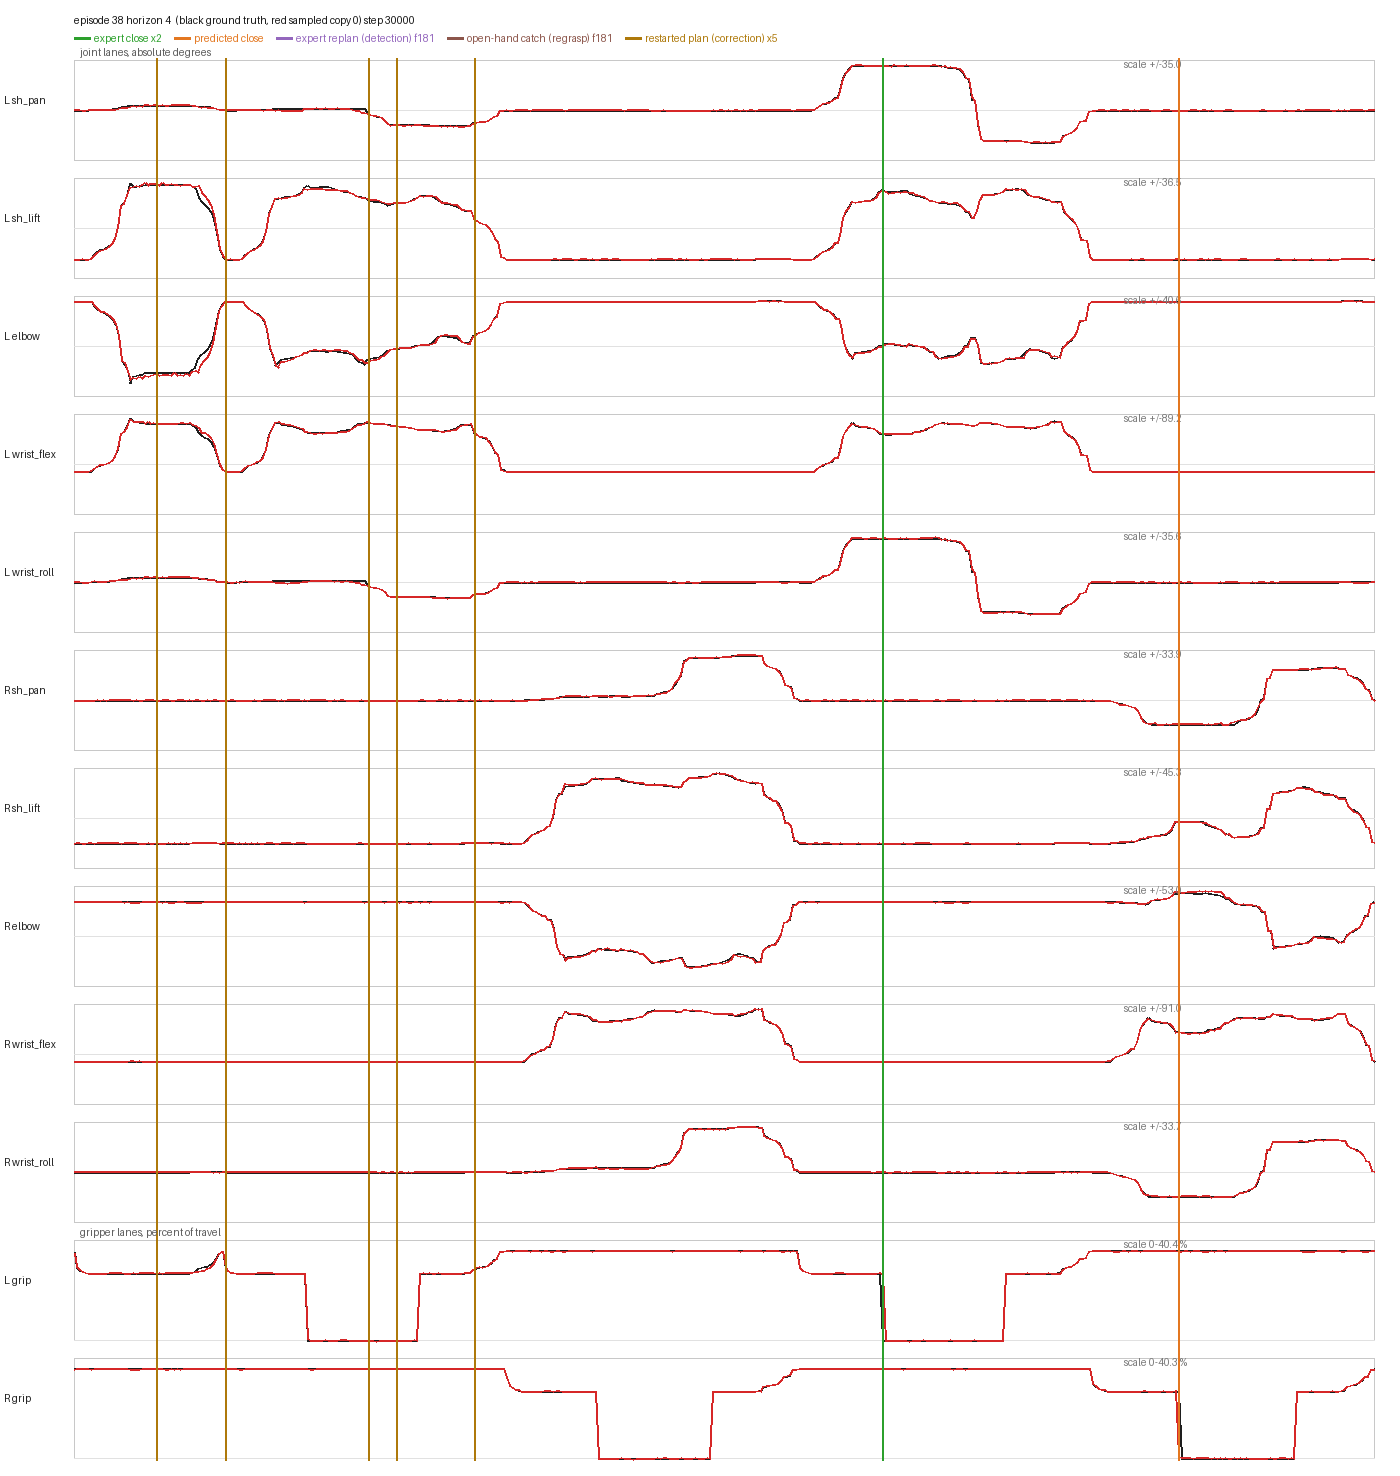 episode 38 horizon 4 (black ground truth, red sampled copy 0) step 30000
expert close x2 predicted close expert replan (detection) f181 open-hand catch (regrasp) f181 restarted plan (correction) x5
joint lanes, absolute degrees
L sh_pan scale +/-35.0
L sh_lift scale +/-36.5
L elbow
L wrist_flex scale +/-89.2
L wrist_roll scale +/-35.6
R sh_pan scale +/-33.9
R sh_lift scale +/-45.3
R elbow
R wrist_flex scale +/-91.0
R wrist_roll
gripper lanes, percent of travel
L grip scale 0-40.4%
R grip scale 0-40.3%